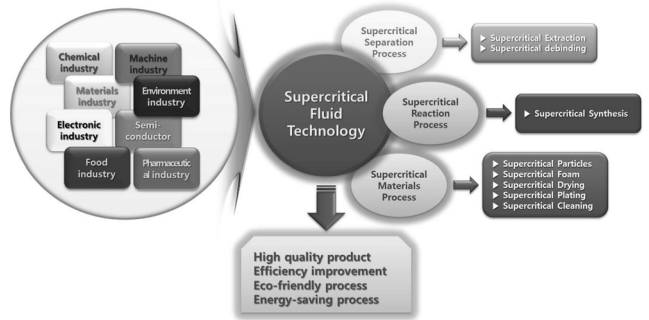 Chemical
industry
Machine
industry
Materials
industry
Environment
industry
Electronic
industry
Semi-
conductor
Food
industry
Pharmaceutic
al industry
Supercritical
Fluid
Technology
Supercritical
Separation
Process
▶ Supercritical Extraction
▶ Supercritical debinding
Supercritical
Reaction
Process
▶ Supercritical Synthesis
Supercritical
Materials
Process
▶ Supercritical Particles
▶ Supercritical Foam
▶ Supercritical Drying
▶ Supercritical Plating
▶ Supercritical Cleaning
High quality product
Efficiency improvement
Eco-friendly process
Energy-saving process